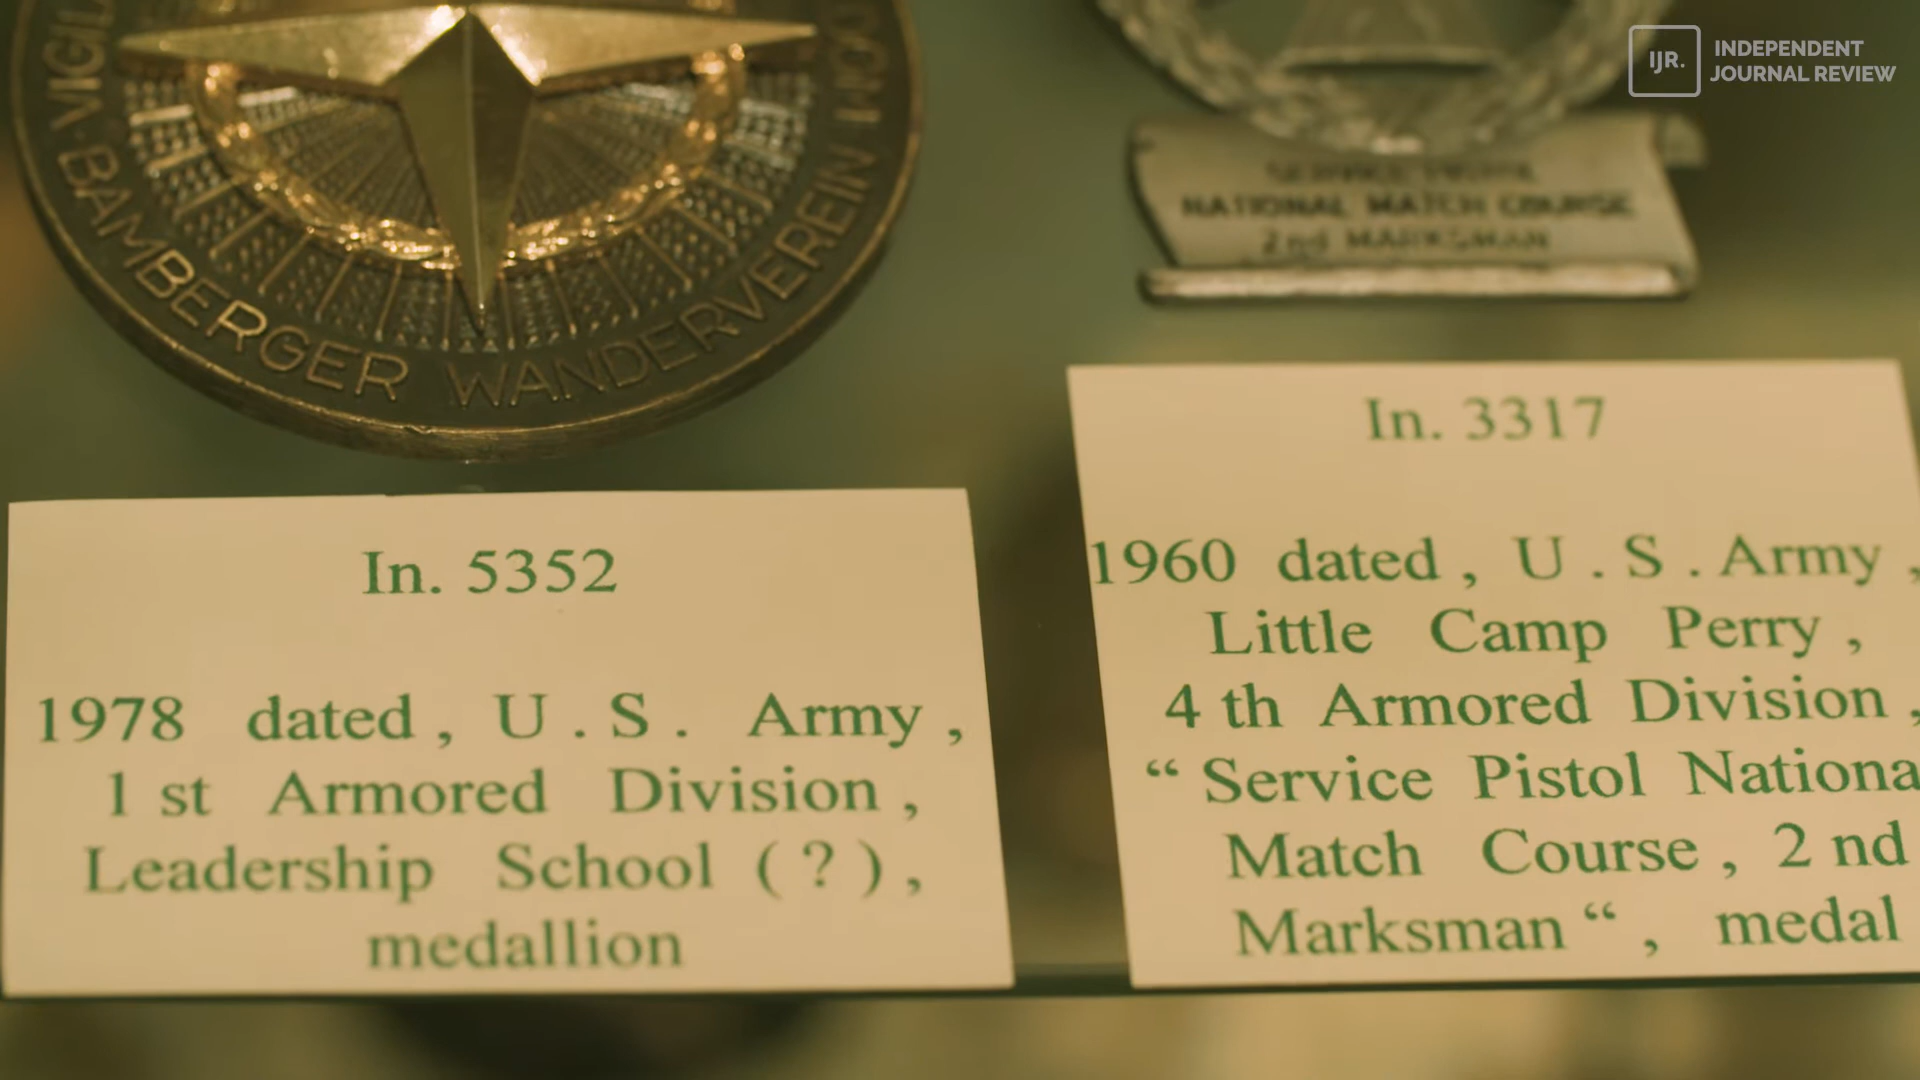 IJR.
INDEPENDENT
JOURNAL REVIEW
BAMBERGER WANDERVEREIN
NATIONAL MATCH COURSE
2nd MARKSMAN
In. 5352
1978 dated , U . S . Army ,
1 st Armored Division ,
Leadership School ( ? ) ,
medallion
In. 3317
1960 dated , U . S . Army ,
Little Camp Perry ,
4 th Armored Division ,
“ Service Pistol Nationa
Match Course , 2 nd
Marksman “ , medal